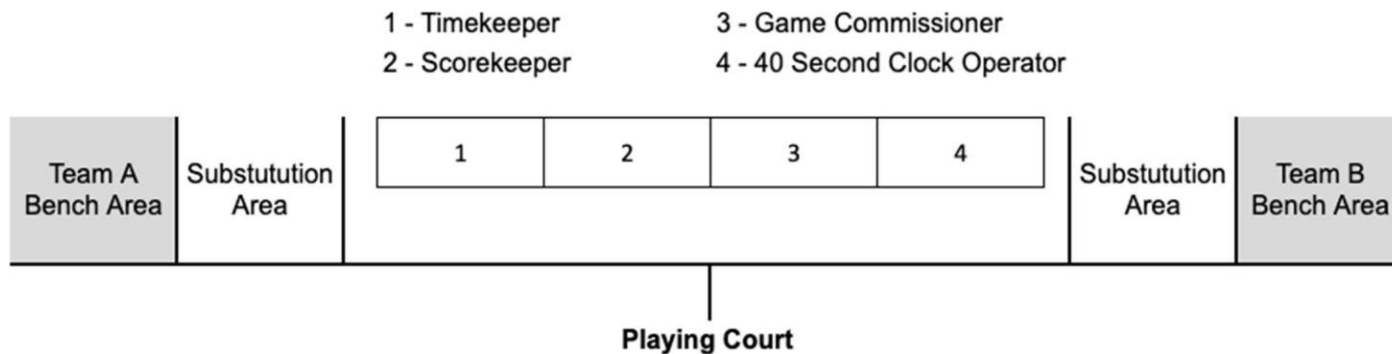 1 - Timekeeper
2 - Scorekeeper
3 - Game Commissioner
4 - 40 Second Clock Operator
Team A
Bench Area
Substutution
Area
1
2
3
4
Substutution
Area
Team B
Bench Area
Playing Court